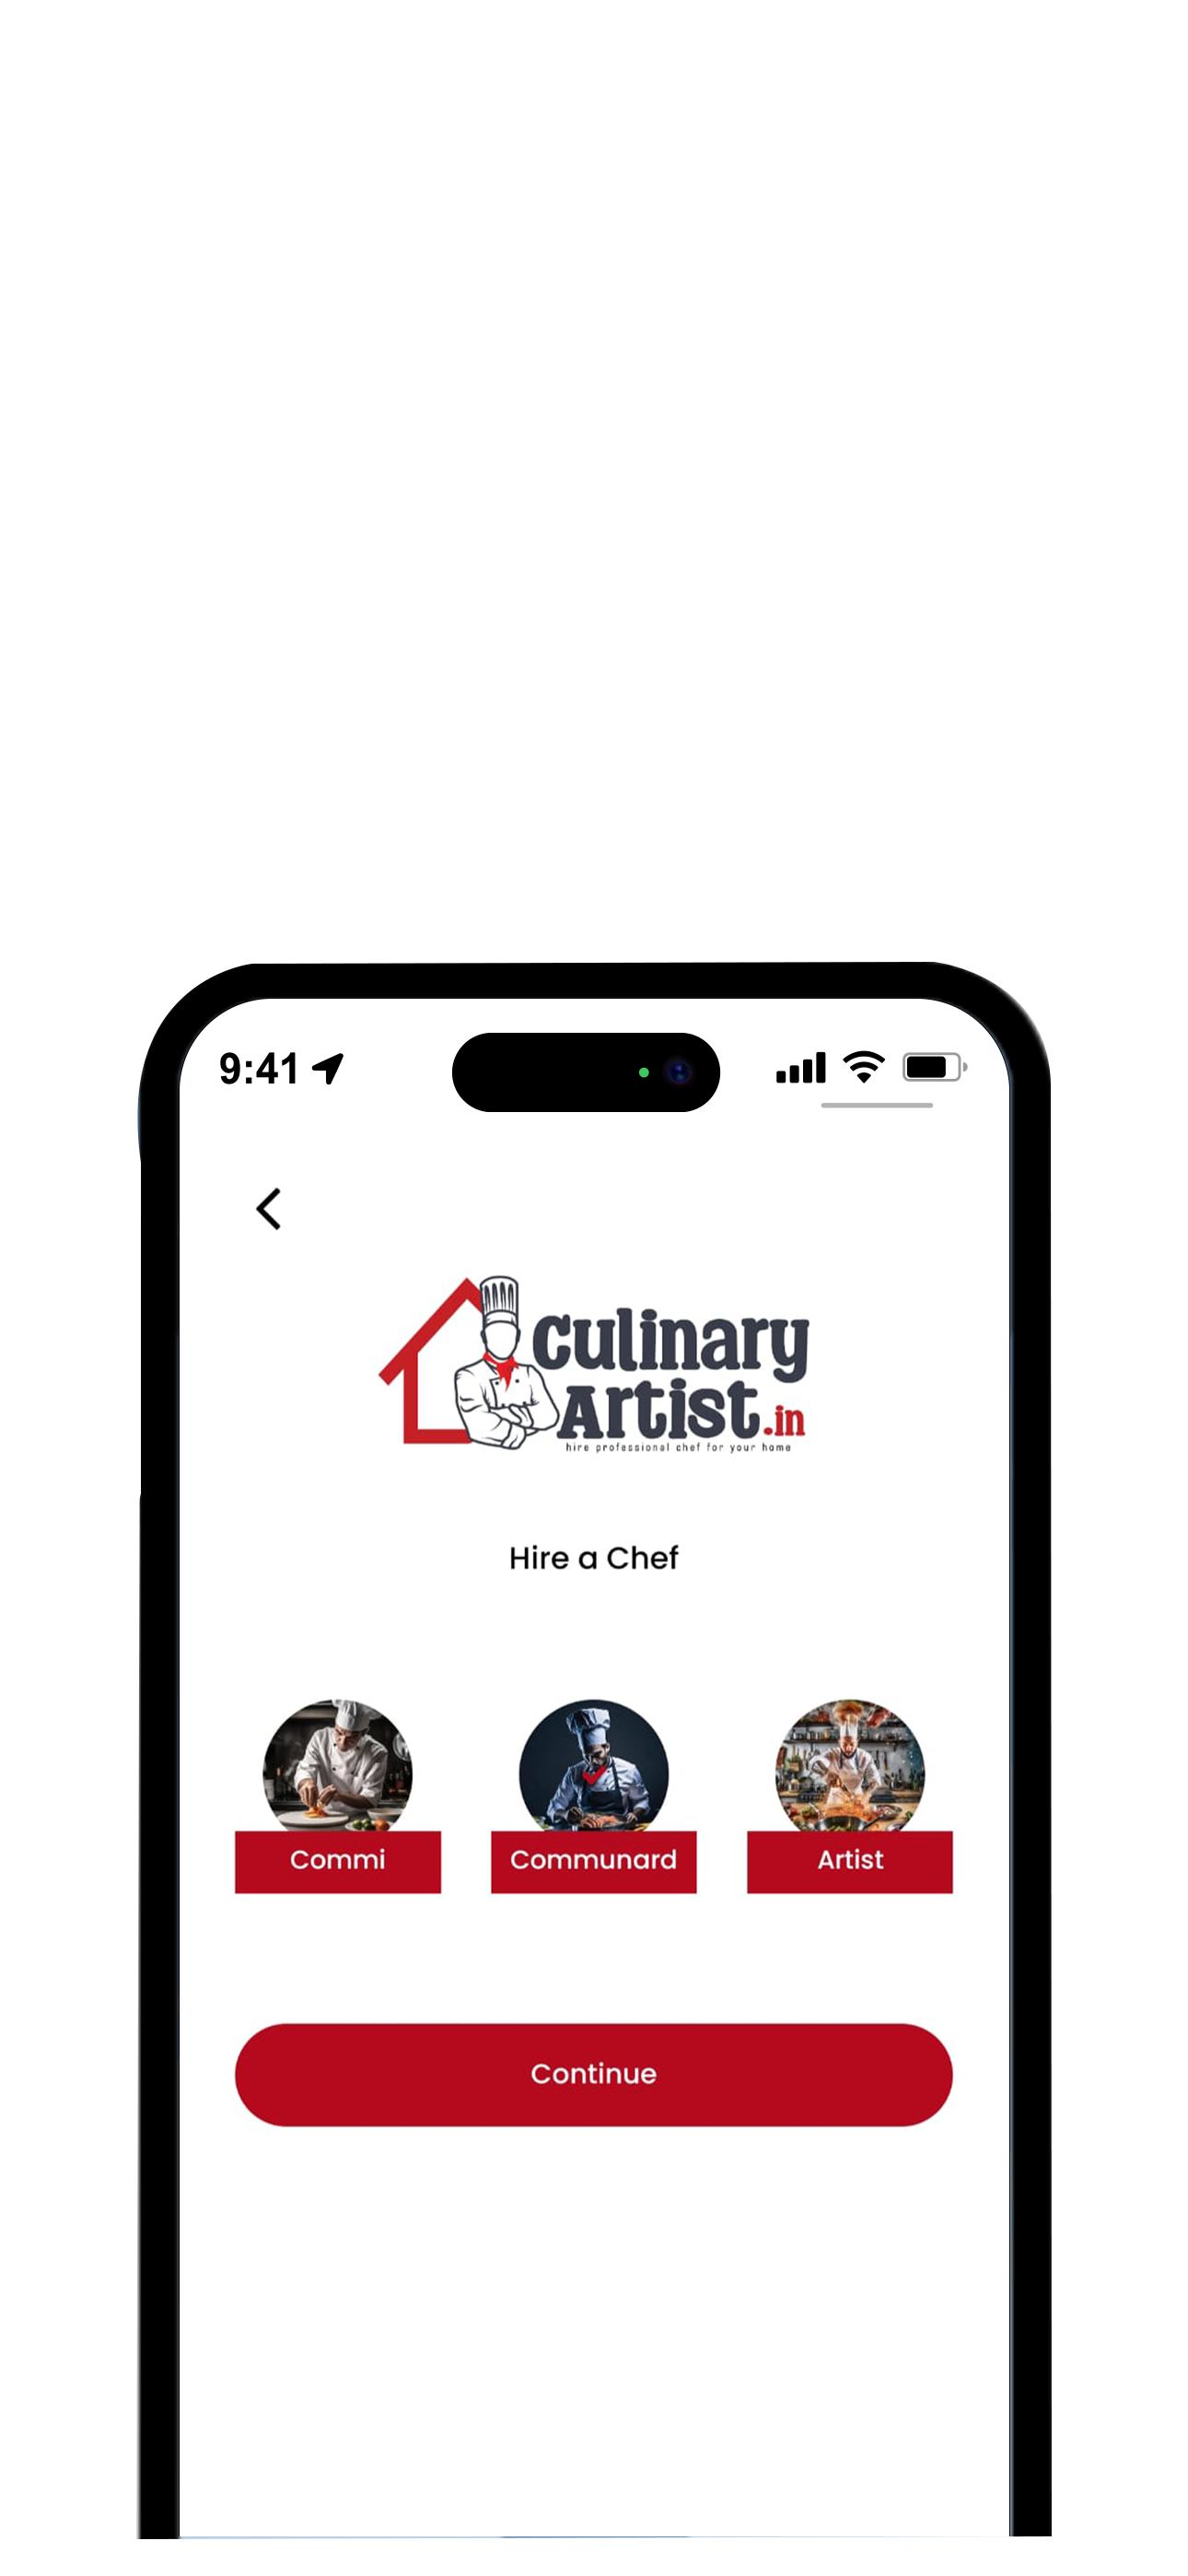 9:41
Culinary
Artist.in
hire professional chef for your home
Hire a Chef
Commi
Communard
Artist
Continue